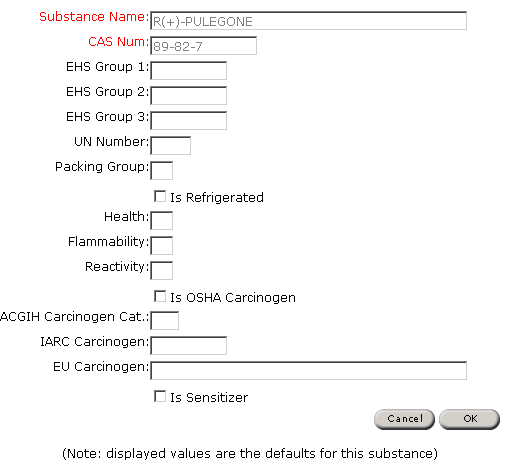 Substance Name: R(+)-PULEGONE
CAS Num: 89-82-7
EHS Group 1:
EHS Group 2:
EHS Group 3:
UN Number:
Packing Group:
Is Refrigerated
Health:
Flammability:
Reactivity:
Is OSHA Carcinogen
ACGIH Carcinogen Cat.:
IARC Carcinogen:
EU Carcinogen:
Is Sensitizer
Cancel OK
(Note: displayed values are the defaults for this substance)